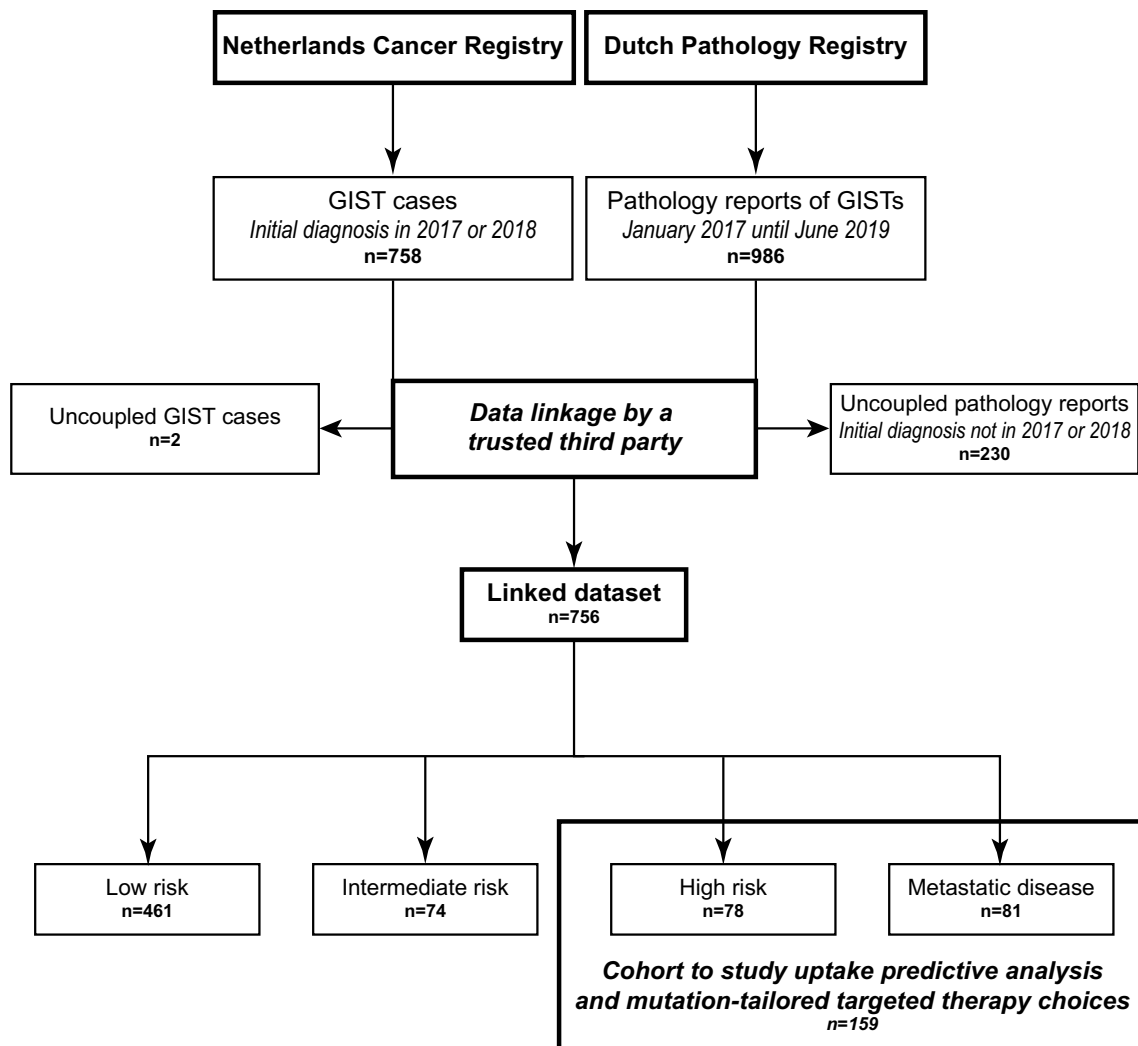 Netherlands Cancer Registry
Dutch Pathology Registry
GIST cases
Initial diagnosis in 2017 or 2018
n=758
Pathology reports of GISTs
January 2017 until June 2019
n=986
Uncoupled GIST cases
n=2
Data linkage by a
trusted third party
Uncoupled pathology reports
Initial diagnosis not in 2017 or 2018
n=230
Linked dataset
n=756
Low risk
n=461
Intermediate risk
n=74
High risk
n=78
Metastatic disease
n=81
Cohort to study uptake predictive analysis
and mutation-tailored targeted therapy choices
n=159